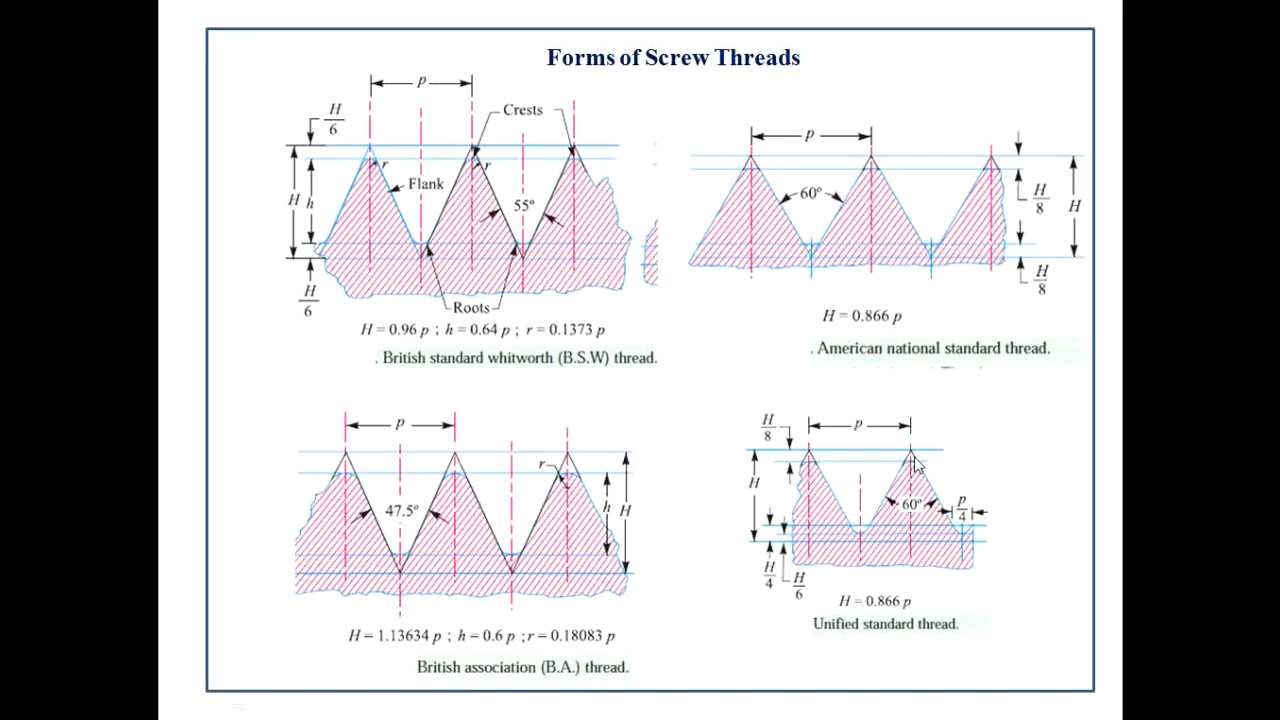 Forms of Screw Threads
p
H
6
Crests
r
r
Flank
H
h
55°
H
6
Roots
H = 0.96 p ; h = 0.64 p ; r = 0.1373 p
. British standard whitworth (B.S.W) thread.
p
60°
H
8
H
H
8
H = 0.866 p
. American national standard thread.
p
r
47.5°
h
H
H = 1.13634 p ; h = 0.6 p ; r = 0.18083 p
British association (B.A.) thread.
H
8
p
H
60°
p
4
H
4
H
6
H = 0.866 p
Unified standard thread.